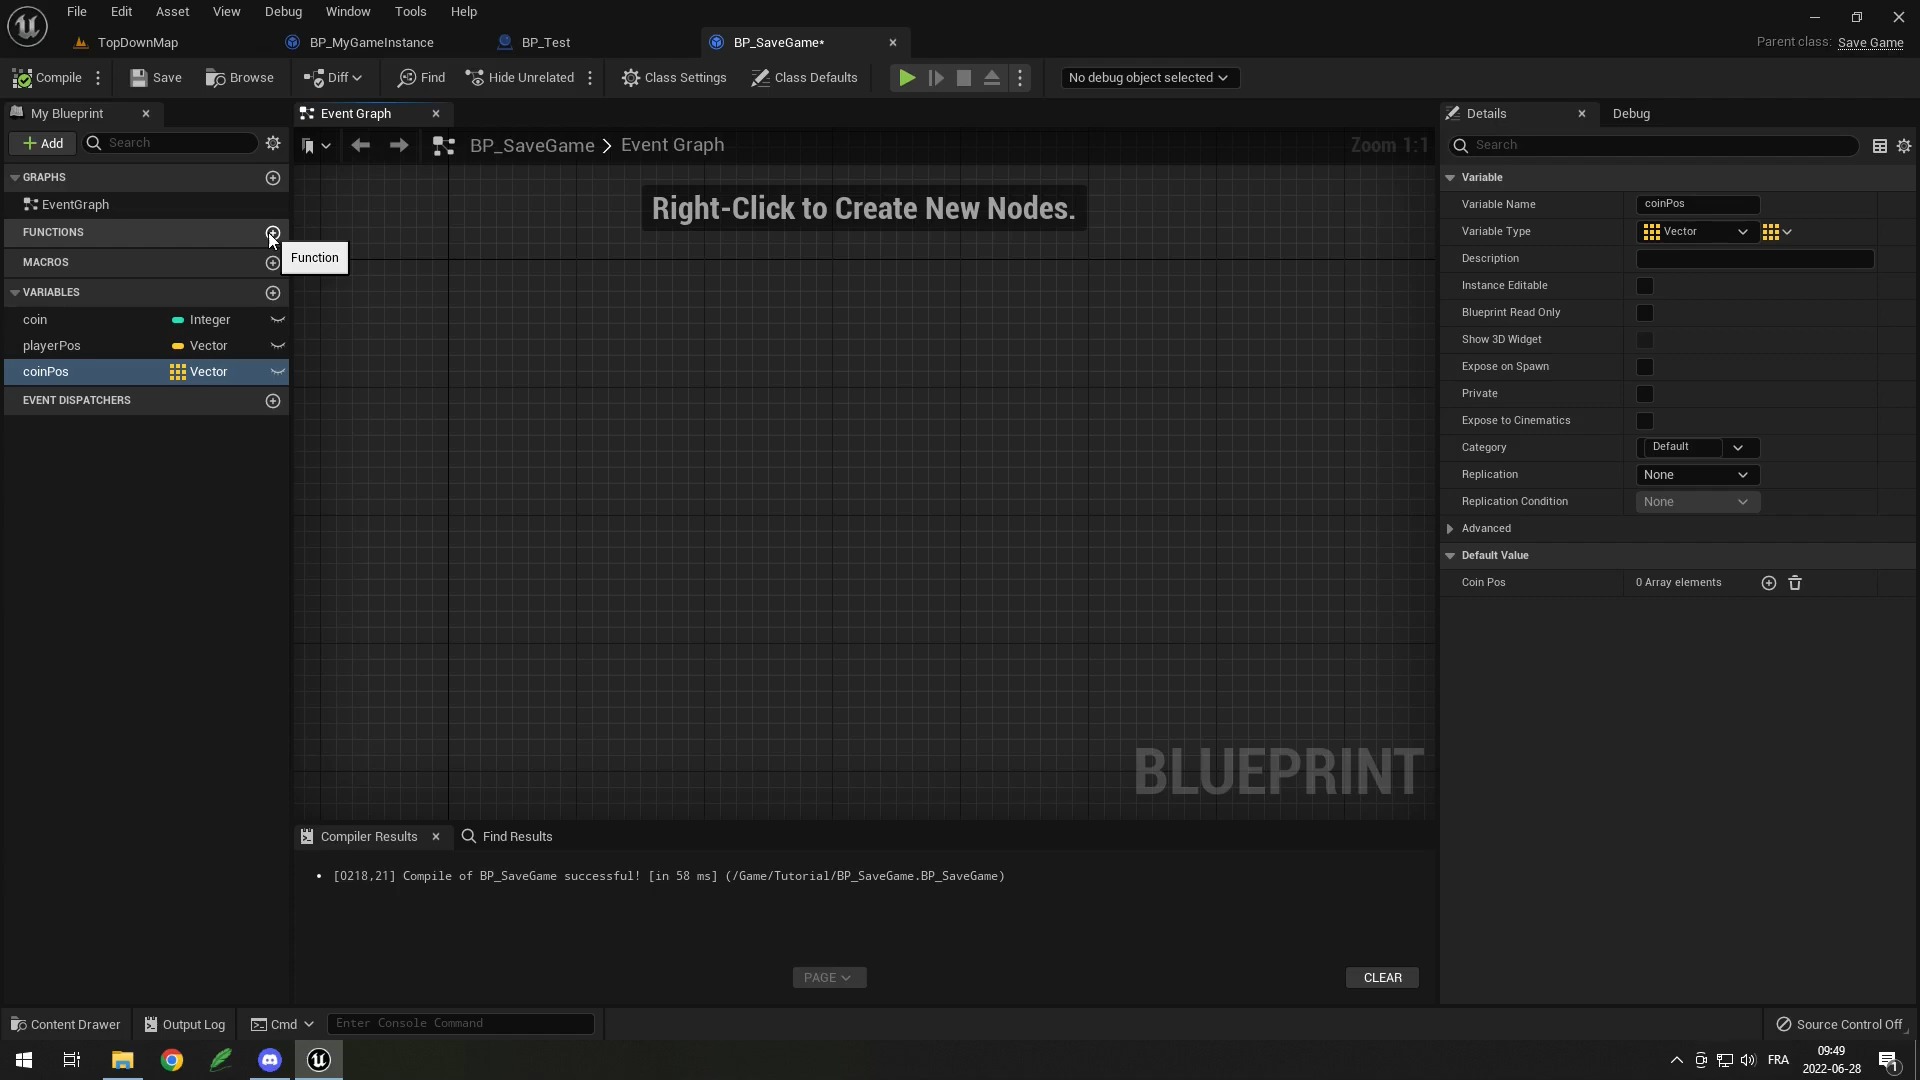 File Edit Asset View Debug Window Tools Help
TopDownMap BP_MyGameInstance BP_Test BP_SaveGame* Parent class: Save Game
Compile Save Browse Diff Find Hide Unrelated Class Settings Class Defaults No debug object selected
My Blueprint Event Graph Details Debug
Add Search BP_SaveGame > Event Graph Zoom 1:1 Search
GRAPHS
EventGraph
FUNCTIONS
Function
MACROS
VARIABLES
coin Integer
playerPos Vector
coinPos Vector
EVENT DISPATCHERS
Right-Click to Create New Nodes.
BLUEPRINT
Variable
Variable Name coinPos
Variable Type Vector
Description
Instance Editable
Blueprint Read Only
Show 3D Widget
Expose on Spawn
Private
Expose to Cinematics
Category Default
Replication None
Replication Condition None
Advanced
Default Value
Coin Pos 0 Array elements
Compiler Results Find Results
[0218,21] Compile of BP_SaveGame successful! [in 58 ms] (/Game/Tutorial/BP_SaveGame.BP_SaveGame)
PAGE CLEAR
Content Drawer Output Log Cmd Enter Console Command Source Control Off
FRA 09:49
2022-06-28
1